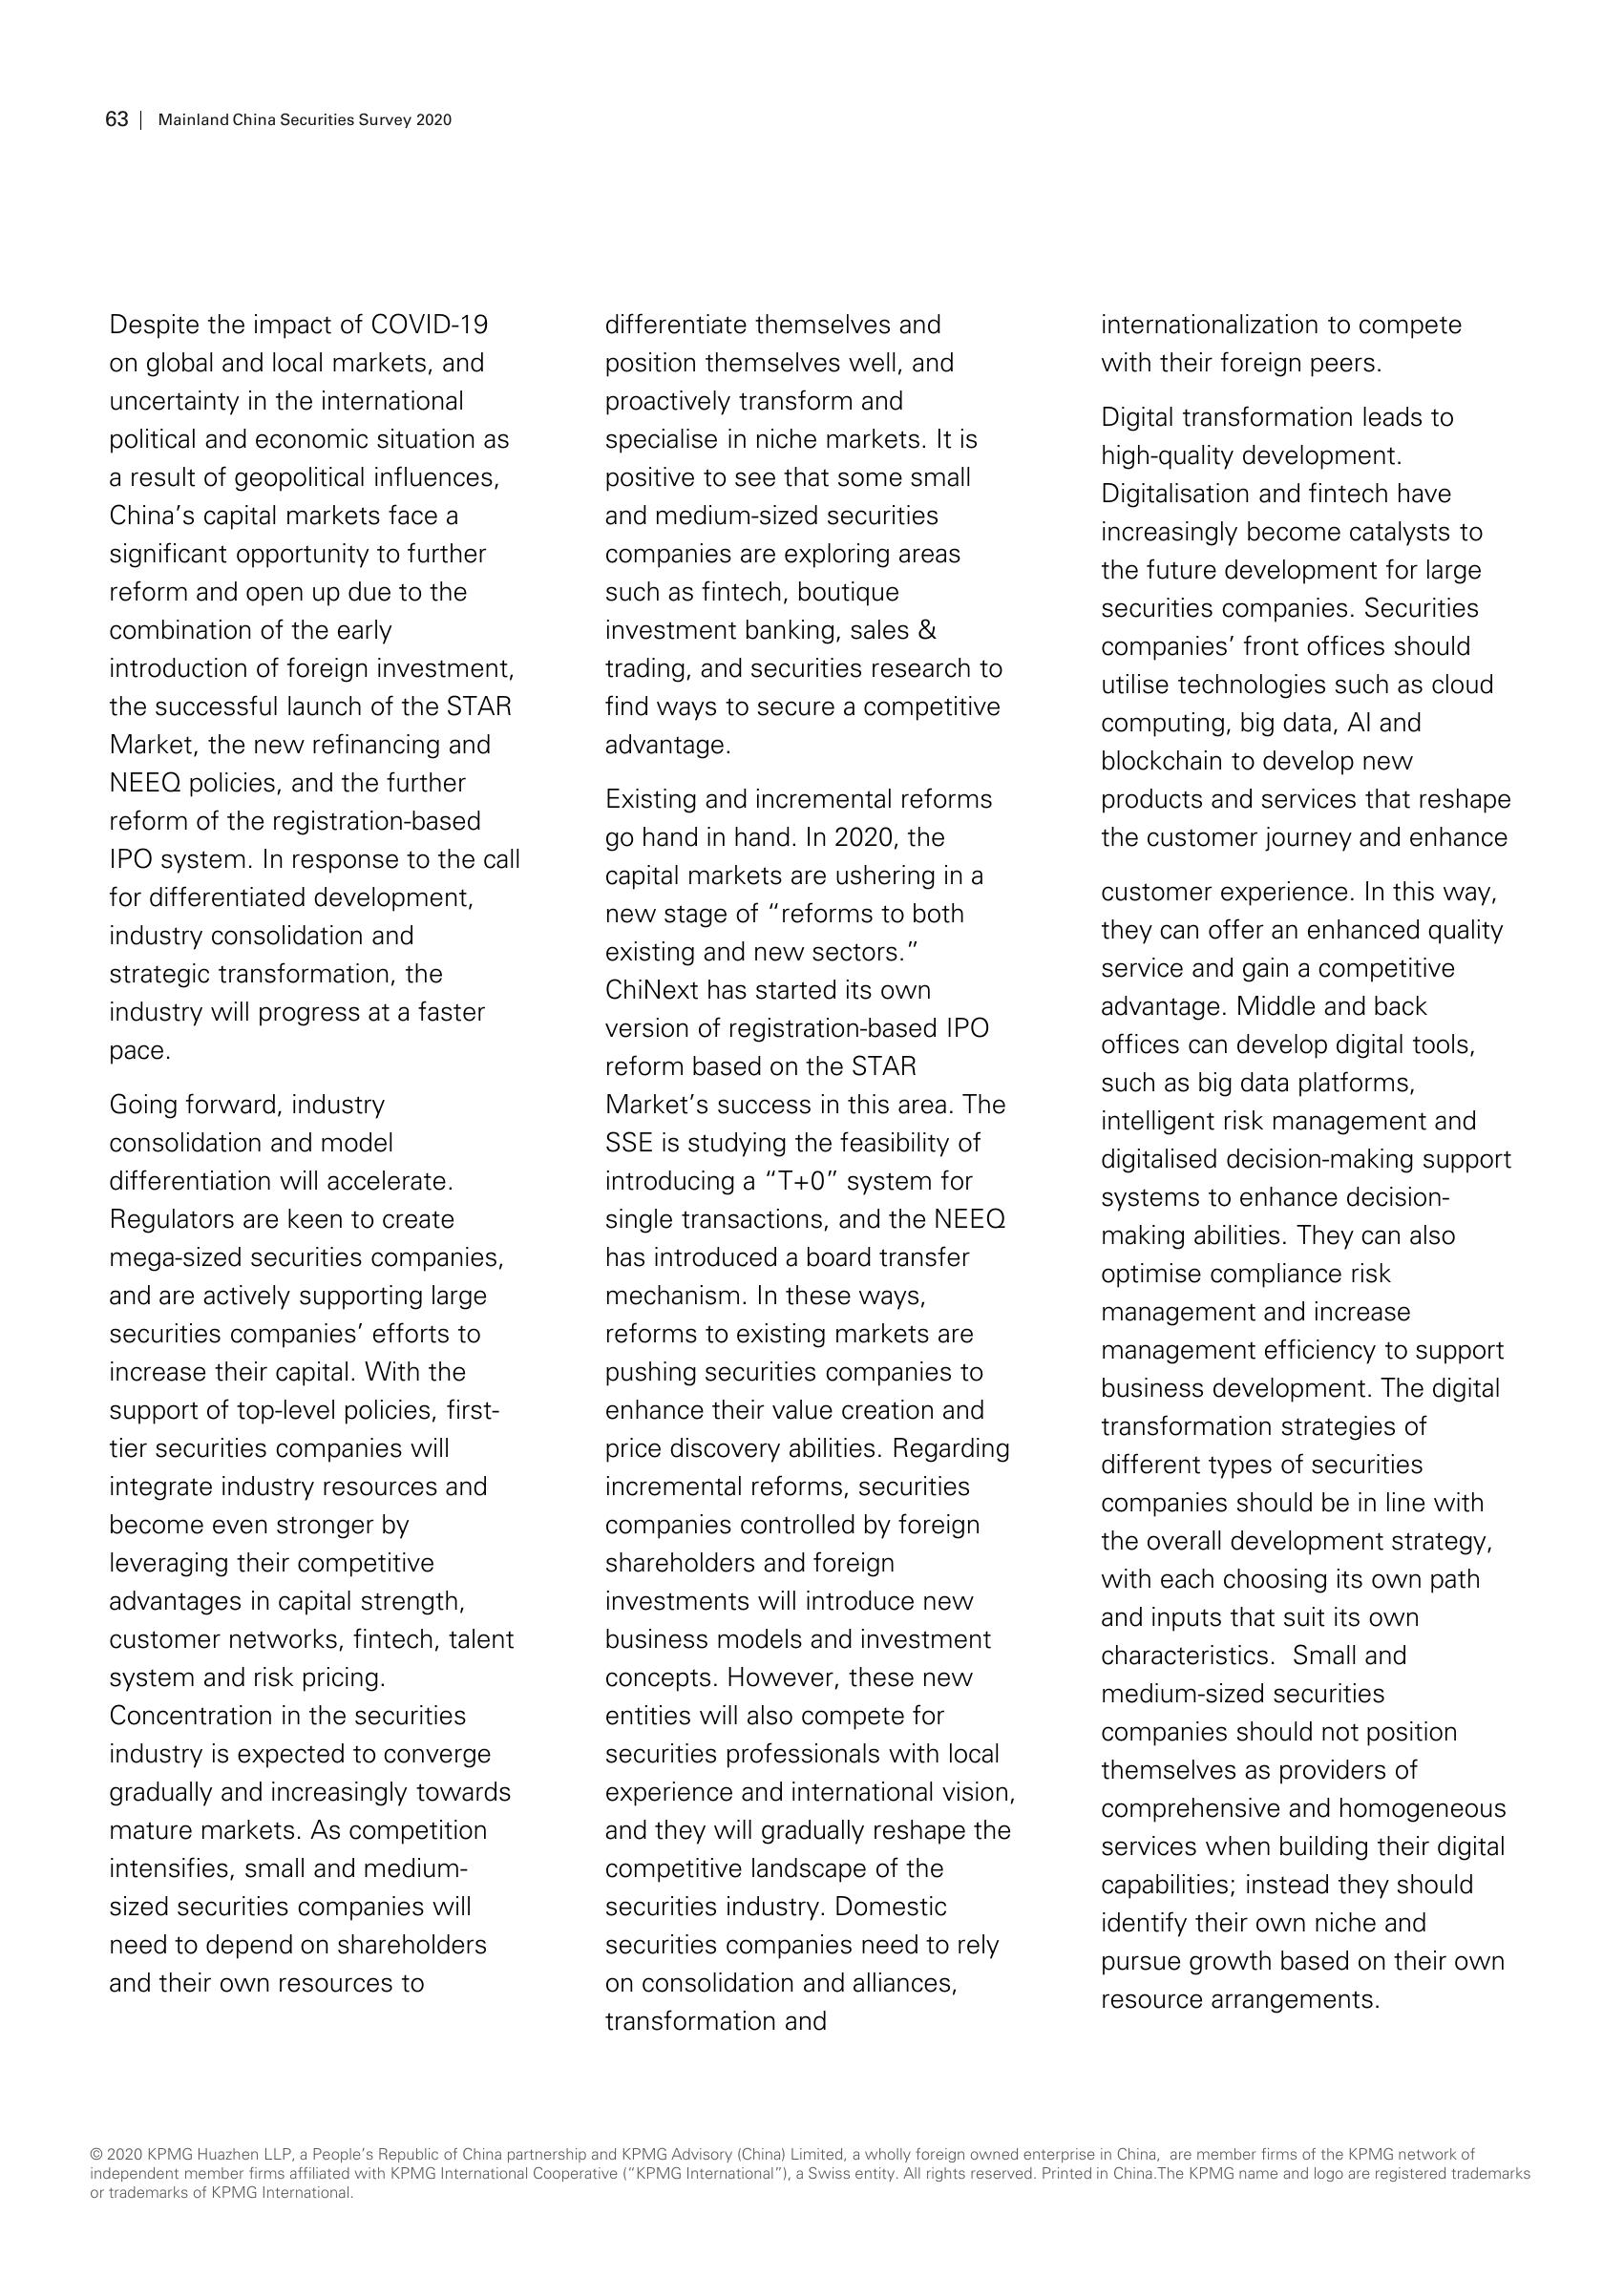 63 | Mainland China Securities Survey 2020
Despite the impact of COVID-19
on global and local markets, and
uncertainty in the international
political and economic situation as
a result of geopolitical influences,
China’s capital markets face a
significant opportunity to further
reform and open up due to the
combination of the early
introduction of foreign investment,
the successful launch of the STAR
Market, the new refinancing and
NEEQ policies, and the further
reform of the registration-based
IPO system. In response to the call
for differentiated development,
industry consolidation and
strategic transformation, the
industry will progress at a faster
pace.
Going forward, industry
consolidation and model
differentiation will accelerate.
Regulators are keen to create
mega-sized securities companies,
and are actively supporting large
securities companies’ efforts to
increase their capital. With the
support of top-level policies, first-
tier securities companies will
integrate industry resources and
become even stronger by
leveraging their competitive
advantages in capital strength,
customer networks, fintech, talent
system and risk pricing.
Concentration in the securities
industry is expected to converge
gradually and increasingly towards
mature markets. As competition
intensifies, small and medium-
sized securities companies will
need to depend on shareholders
and their own resources to
differentiate themselves and
position themselves well, and
proactively transform and
specialise in niche markets. It is
positive to see that some small
and medium-sized securities
companies are exploring areas
such as fintech, boutique
investment banking, sales &
trading, and securities research to
find ways to secure a competitive
advantage.
Existing and incremental reforms
go hand in hand. In 2020, the
capital markets are ushering in a
new stage of “reforms to both
existing and new sectors.”
ChiNext has started its own
version of registration-based IPO
reform based on the STAR
Market’s success in this area. The
SSE is studying the feasibility of
introducing a “T+0” system for
single transactions, and the NEEQ
has introduced a board transfer
mechanism. In these ways,
reforms to existing markets are
pushing securities companies to
enhance their value creation and
price discovery abilities. Regarding
incremental reforms, securities
companies controlled by foreign
shareholders and foreign
investments will introduce new
business models and investment
concepts. However, these new
entities will also compete for
securities professionals with local
experience and international vision,
and they will gradually reshape the
competitive landscape of the
securities industry. Domestic
securities companies need to rely
on consolidation and alliances,
transformation and
internationalization to compete
with their foreign peers.
Digital transformation leads to
high-quality development.
Digitalisation and fintech have
increasingly become catalysts to
the future development for large
securities companies. Securities
companies’ front offices should
utilise technologies such as cloud
computing, big data, AI and
blockchain to develop new
products and services that reshape
the customer journey and enhance
customer experience. In this way,
they can offer an enhanced quality
service and gain a competitive
advantage. Middle and back
offices can develop digital tools,
such as big data platforms,
intelligent risk management and
digitalised decision-making support
systems to enhance decision-
making abilities. They can also
optimise compliance risk
management and increase
management efficiency to support
business development. The digital
transformation strategies of
different types of securities
companies should be in line with
the overall development strategy,
with each choosing its own path
and inputs that suit its own
characteristics.  Small and
medium-sized securities
companies should not position
themselves as providers of
comprehensive and homogeneous
services when building their digital
capabilities; instead they should
identify their own niche and
pursue growth based on their own
resource arrangements.
© 2020 KPMG Huazhen LLP, a People’s Republic of China partnership and KPMG Advisory (China) Limited, a wholly foreign owned enterprise in China,  are member firms of the KPMG network of
independent member firms affiliated with KPMG International Cooperative (“KPMG International”), a Swiss entity. All rights reserved. Printed in China.The KPMG name and logo are registered trademarks
or trademarks of KPMG International.